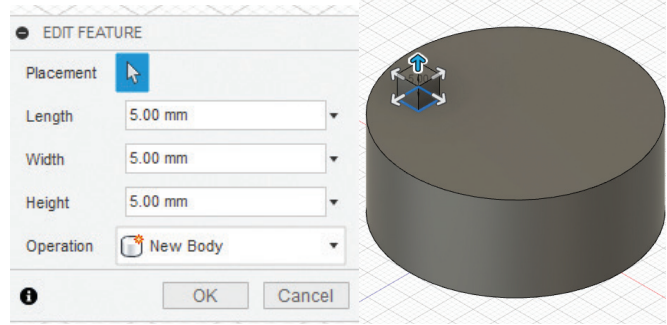 EDIT FEATURE
Placement
Length 5.00 mm
Width 5.00 mm
Height 5.00 mm
Operation New Body
OK Cancel